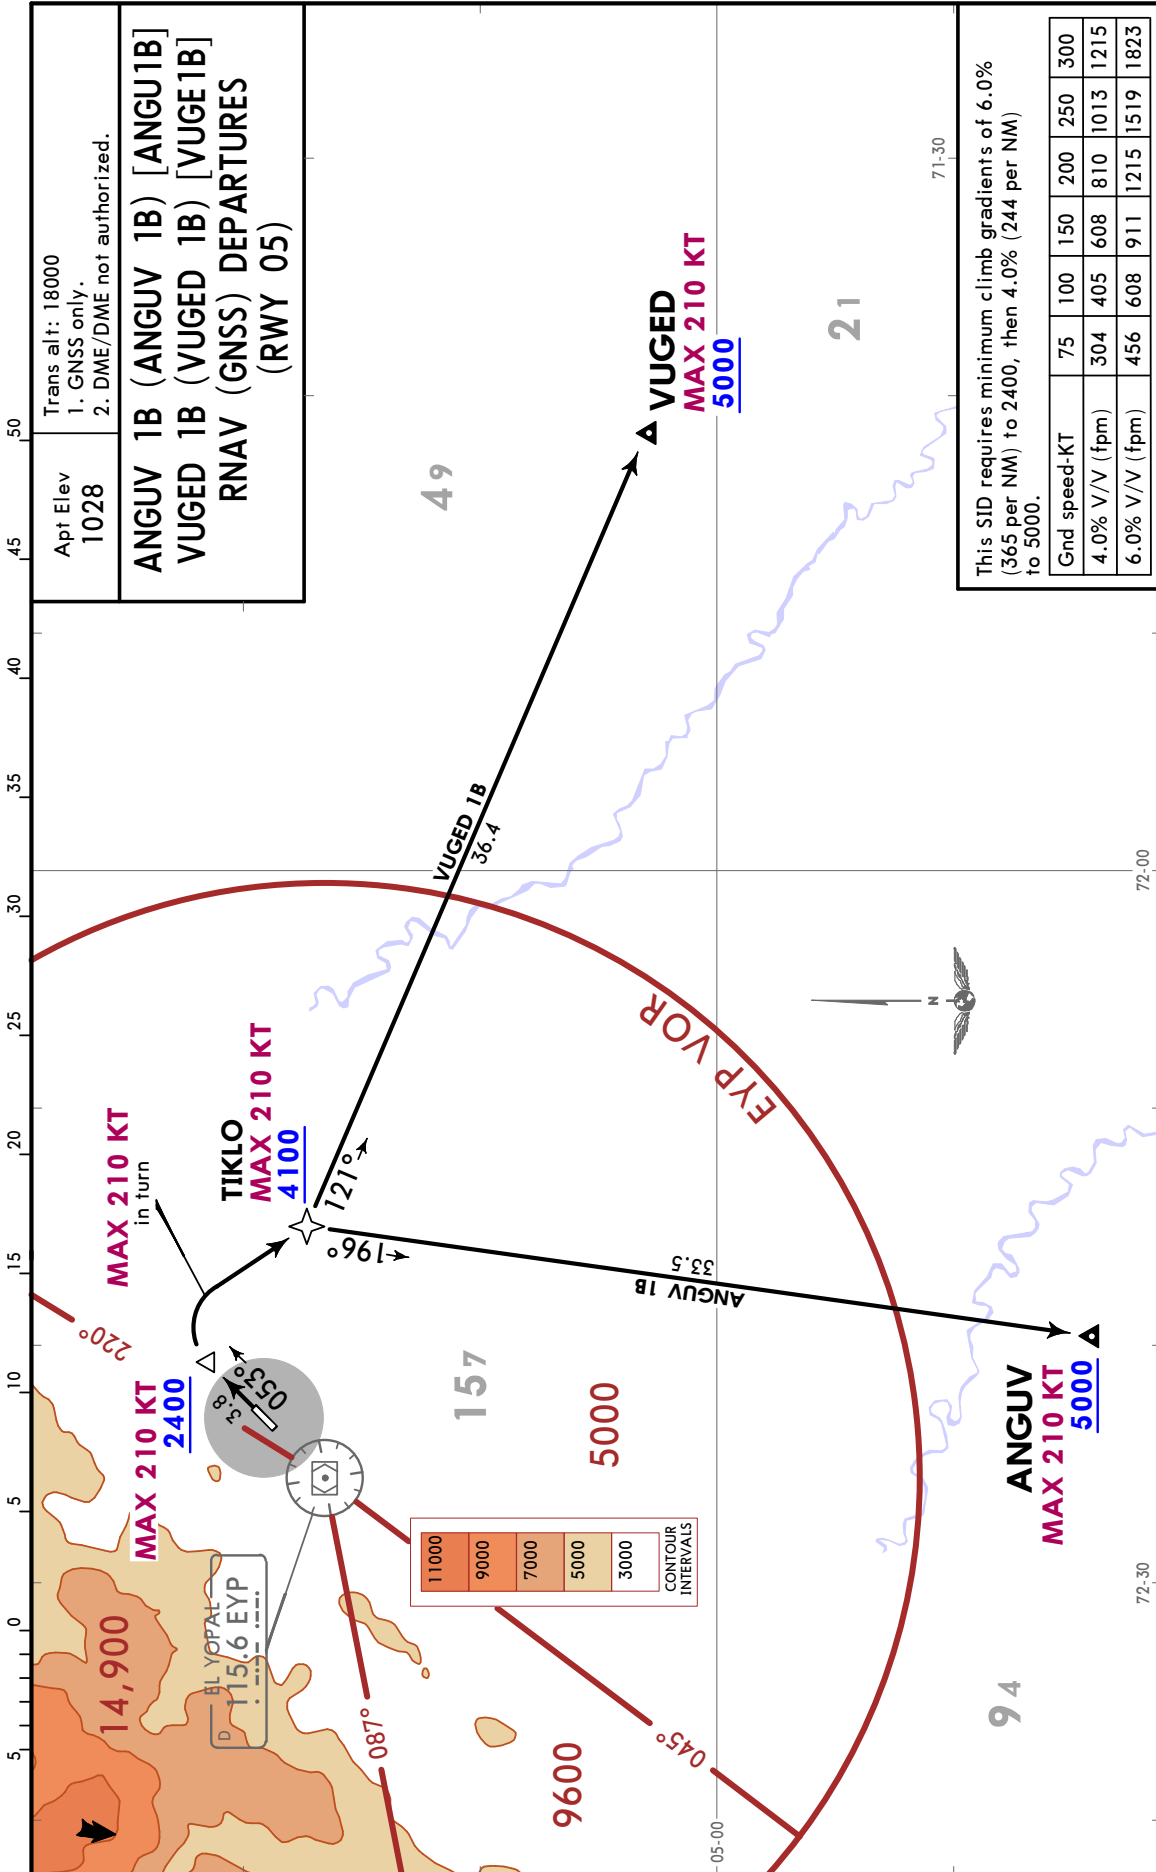 Apt Elev
1028
Trans alt: 18000
1. GNSS only.
2. DME/DME not authorized.
ANGUV 1B (ANGUV 1B) [ANGU1B]
VUGED 1B (VUGED 1B) [VUGE1B]
RNAV (GNSS) DEPARTURES
(RWY 05)
5
0
5
10
15
20
25
30
35
40
45
50
14,900
220°
MAX 210 KT
2400
MAX 210 KT
in turn
3.8
053°
EL YOPAL
D
115.6 EYP
TIKLO
MAX 210 KT
4100
121°
196°
VUGED 1B
36.4
49
VUGED
MAX 210 KT
5000
21
087°
045°
9600
5000
157
11000
9000
7000
5000
3000
CONTOUR
INTERVALS
33.5
ANGUV 1B
EYP VOR
N
94
ANGUV
MAX 210 KT
5000
05-00
72-30
72-00
71-30
This SID requires minimum climb gradients of 6.0%
(365 per NM) to 2400, then 4.0% (244 per NM)
to 5000.
Gnd speed-KT 75 100 150 200 250 300
4.0% V/V (fpm) 304 405 608 810 1013 1215
6.0% V/V (fpm) 456 608 911 1215 1519 1823